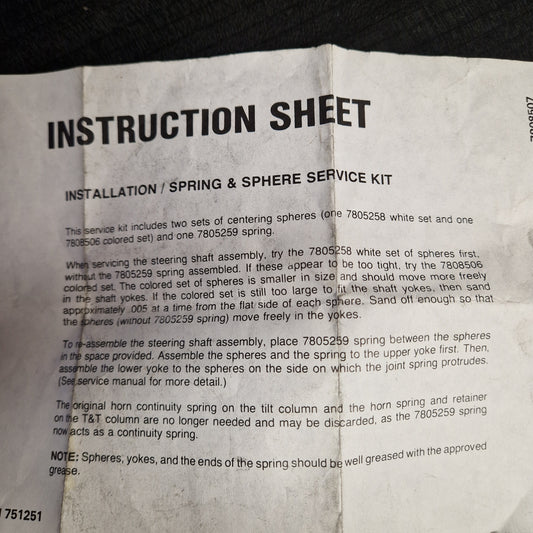 7808507
INSTRUCTION SHEET
INSTALLATION / SPRING & SPHERE SERVICE KIT
This service kit includes two sets of centering spheres (one 7805258 white set and one
7808506 colored set) and one 7805259 spring.
When servicing the steering shaft assembly, try the 7805258 white set of spheres first,
without the 7805259 spring assembled. If these appear to be too tight, try the 7808506
colored set. The colored set of spheres is smaller in size and should move more freely
in the shaft yokes. If the colored set is still too large to fit the shaft yokes, then sand
approximately .005 at a time from the flat side of each sphere. Sand off enough so that
the spheres (without 7805259 spring) move freely in the yokes.
To re-assemble the steering shaft assembly, place 7805259 spring between the spheres
in the space provided. Assemble the spheres and the spring to the upper yoke first. Then,
assemble the lower yoke to the spheres on the side on which the joint spring protrudes.
(See service manual for more detail.)
The original horn continuity spring on the tilt column and the horn spring and retainer
on the T&T column are no longer needed and may be discarded, as the 7805259 spring
now acts as a continuity spring.
NOTE: Spheres, yokes, and the ends of the spring should be well greased with the approved
grease.
751251